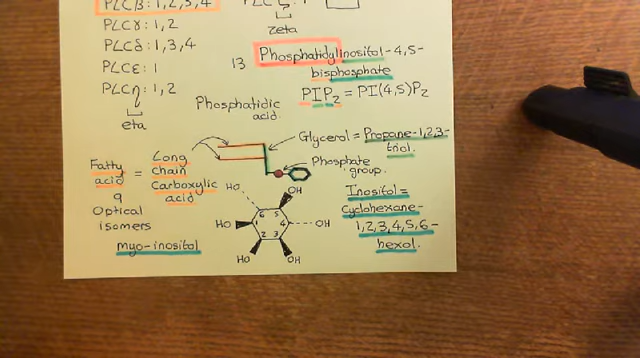 PLCβ: 1,2,3,4
PLCγ: 1,2
PLCδ: 1,3,4
PLCε: 1
PLCη: 1,2
eta
zeta
13
Phosphatidylinositol-4,5-
bisphosphate
PIP2 = PI(4,5)P2
Phosphatidic
acid.
Glycerol = Propane-1,2,3-
triol.
Phosphate
group.
Fatty
acid
=
Long
chain
Carboxylic
acid
9
Optical
isomers
myo-inositol
HO
OH
HO
OH
HO
OH
6 5
1 4
2 3
Inositol =
cyclohexane-
1,2,3,4,5,6-
hexol.